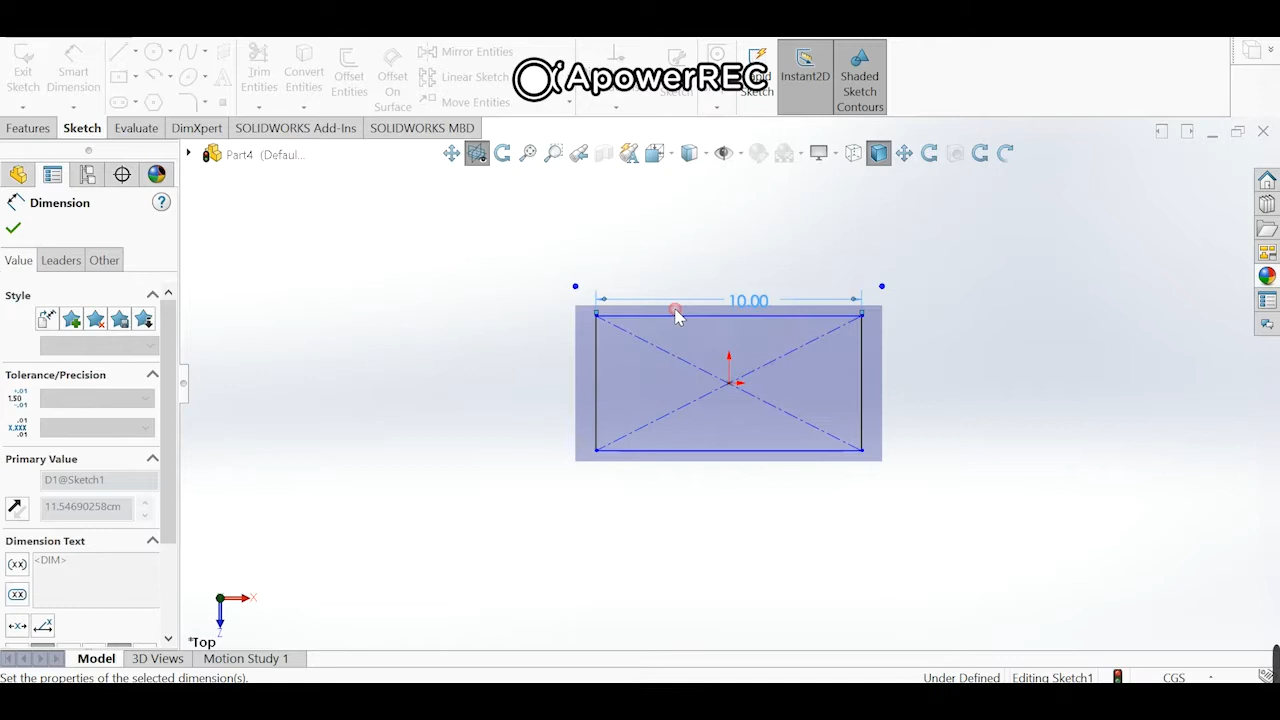 Exit Sketch
Smart Dimension
Trim Entities
Convert Entities
Offset Entities
Offset On Surface
Mirror Entities
Linear Sketch
Move Entities
ApowerREC
Sketch
Instant2D
Shaded Sketch Contours
Features
Sketch
Evaluate
DimXpert
SOLIDWORKS Add-Ins
SOLIDWORKS MBD
Part4 (Defaul...
Dimension
Value
Leaders
Other
Style
Tolerance/Precision
Primary Value
D1@Sketch1
11.54690258cm
Dimension Text
<DIM>
10.00
X
Z
*Top
Model
3D Views
Motion Study 1
Set the properties of the selected dimension(s).
Under Defined
Editing Sketch1
CGS